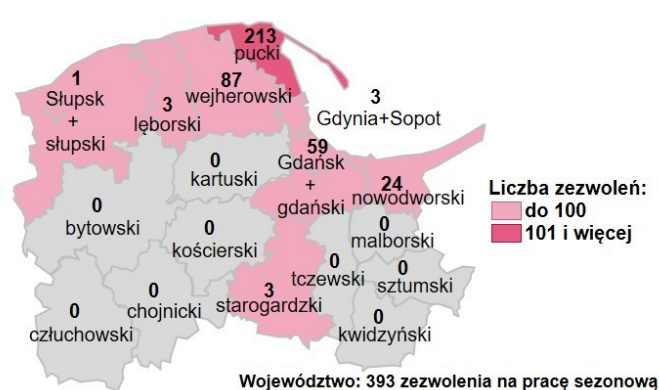 213
pucki
1
Słupsk
+
słupski
3
lęborski
87
wejherowski
3
Gdynia+Sopot
59
Gdańsk
+
gdański
0
kartuski
24
nowodworski
Liczba zezwoleń:
do 100
101 i więcej
0
bytowski
0
kościerski
0
malborski
0
tczewski
0
sztumski
0
człuchowski
0
chojnicki
3
starogardzki
0
kwidzyński
Województwo: 393 zezwolenia na pracę sezonową